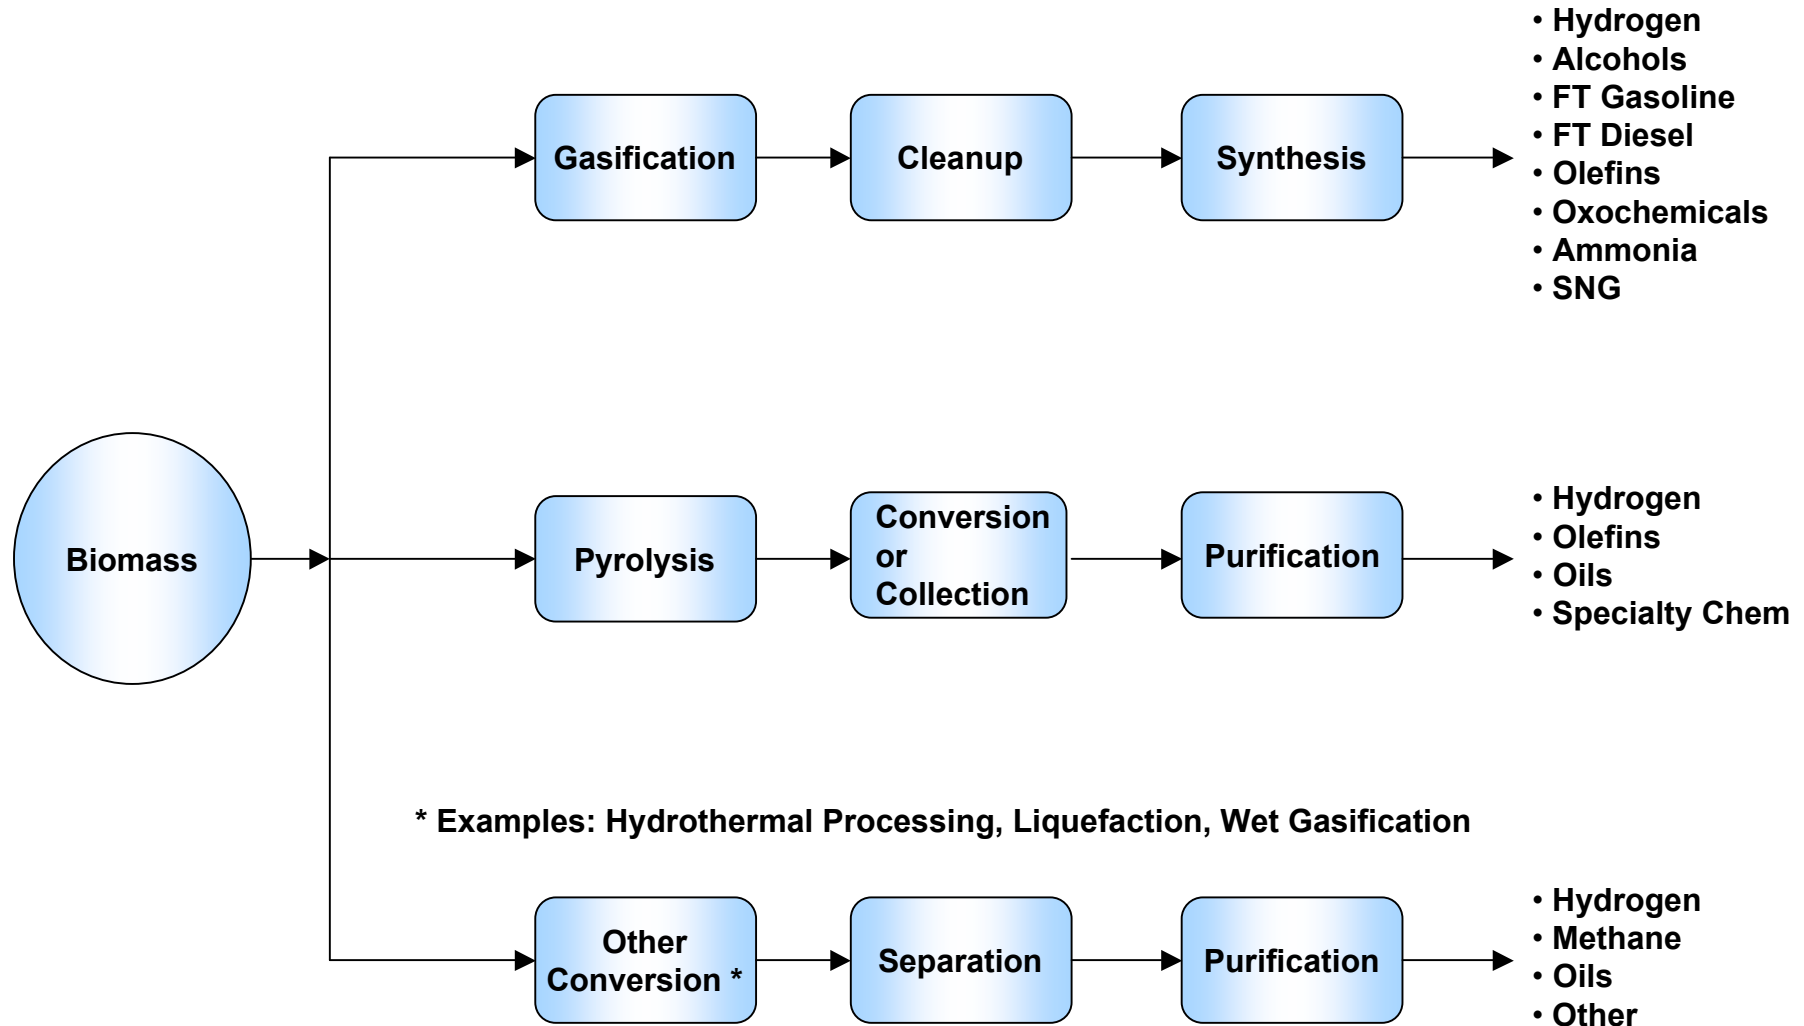 • Hydrogen
• Alcohols
• FT Gasoline
• FT Diesel
• Olefins
• Oxochemicals
• Ammonia
• SNG
Gasification
Cleanup
Synthesis
Biomass
Pyrolysis
Conversion
or
Collection
Purification
• Hydrogen
• Olefins
• Oils
• Specialty Chem
* Examples: Hydrothermal Processing, Liquefaction, Wet Gasification
Other
Conversion *
Separation
Purification
• Hydrogen
• Methane
• Oils
• Other